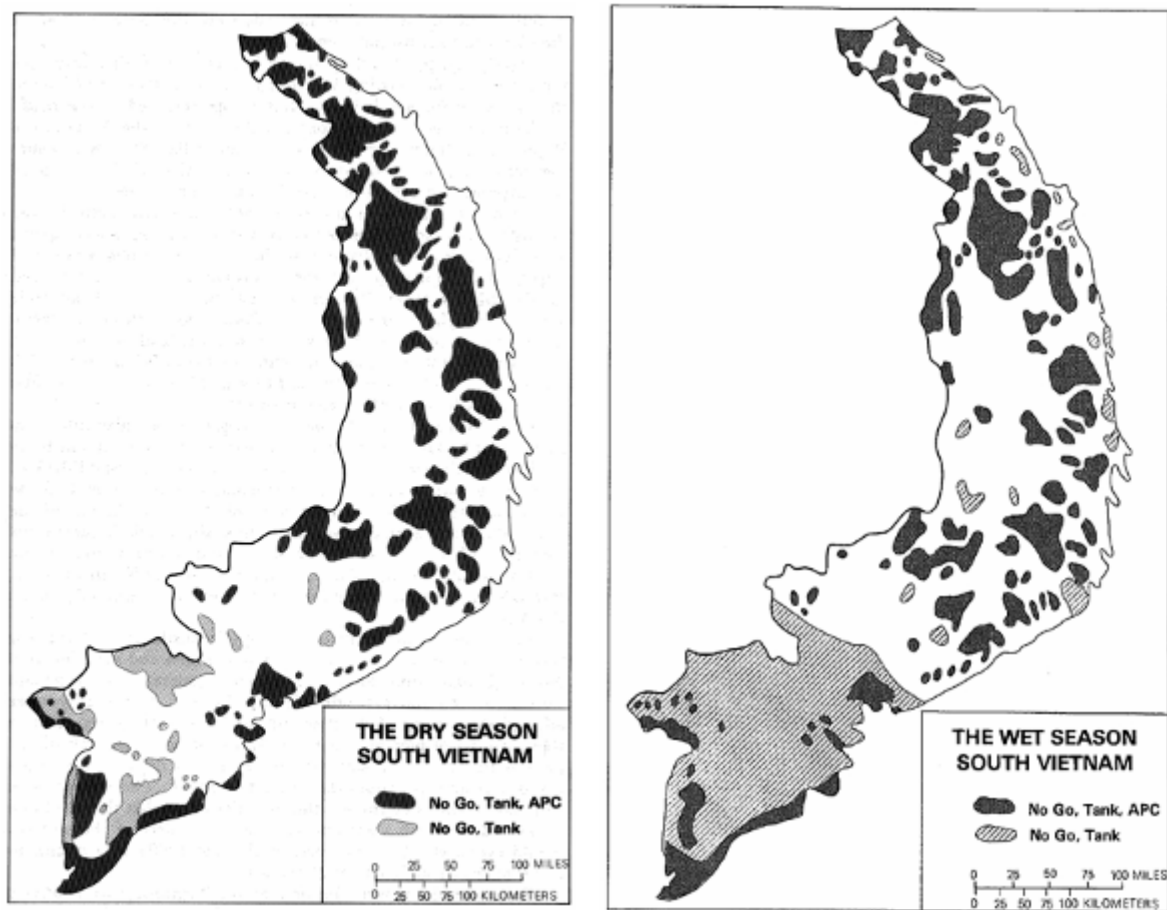 THE DRY SEASON
SOUTH VIETNAM
No Go, Tank, APC
No Go, Tank
0 25 50 75 100 MILES
0 25 50 75 100 KILOMETERS
THE WET SEASON
SOUTH VIETNAM
No Go, Tank, APC
No Go, Tank
0 25 50 75 100 MILES
0 25 50 75 100 KILOMETERS